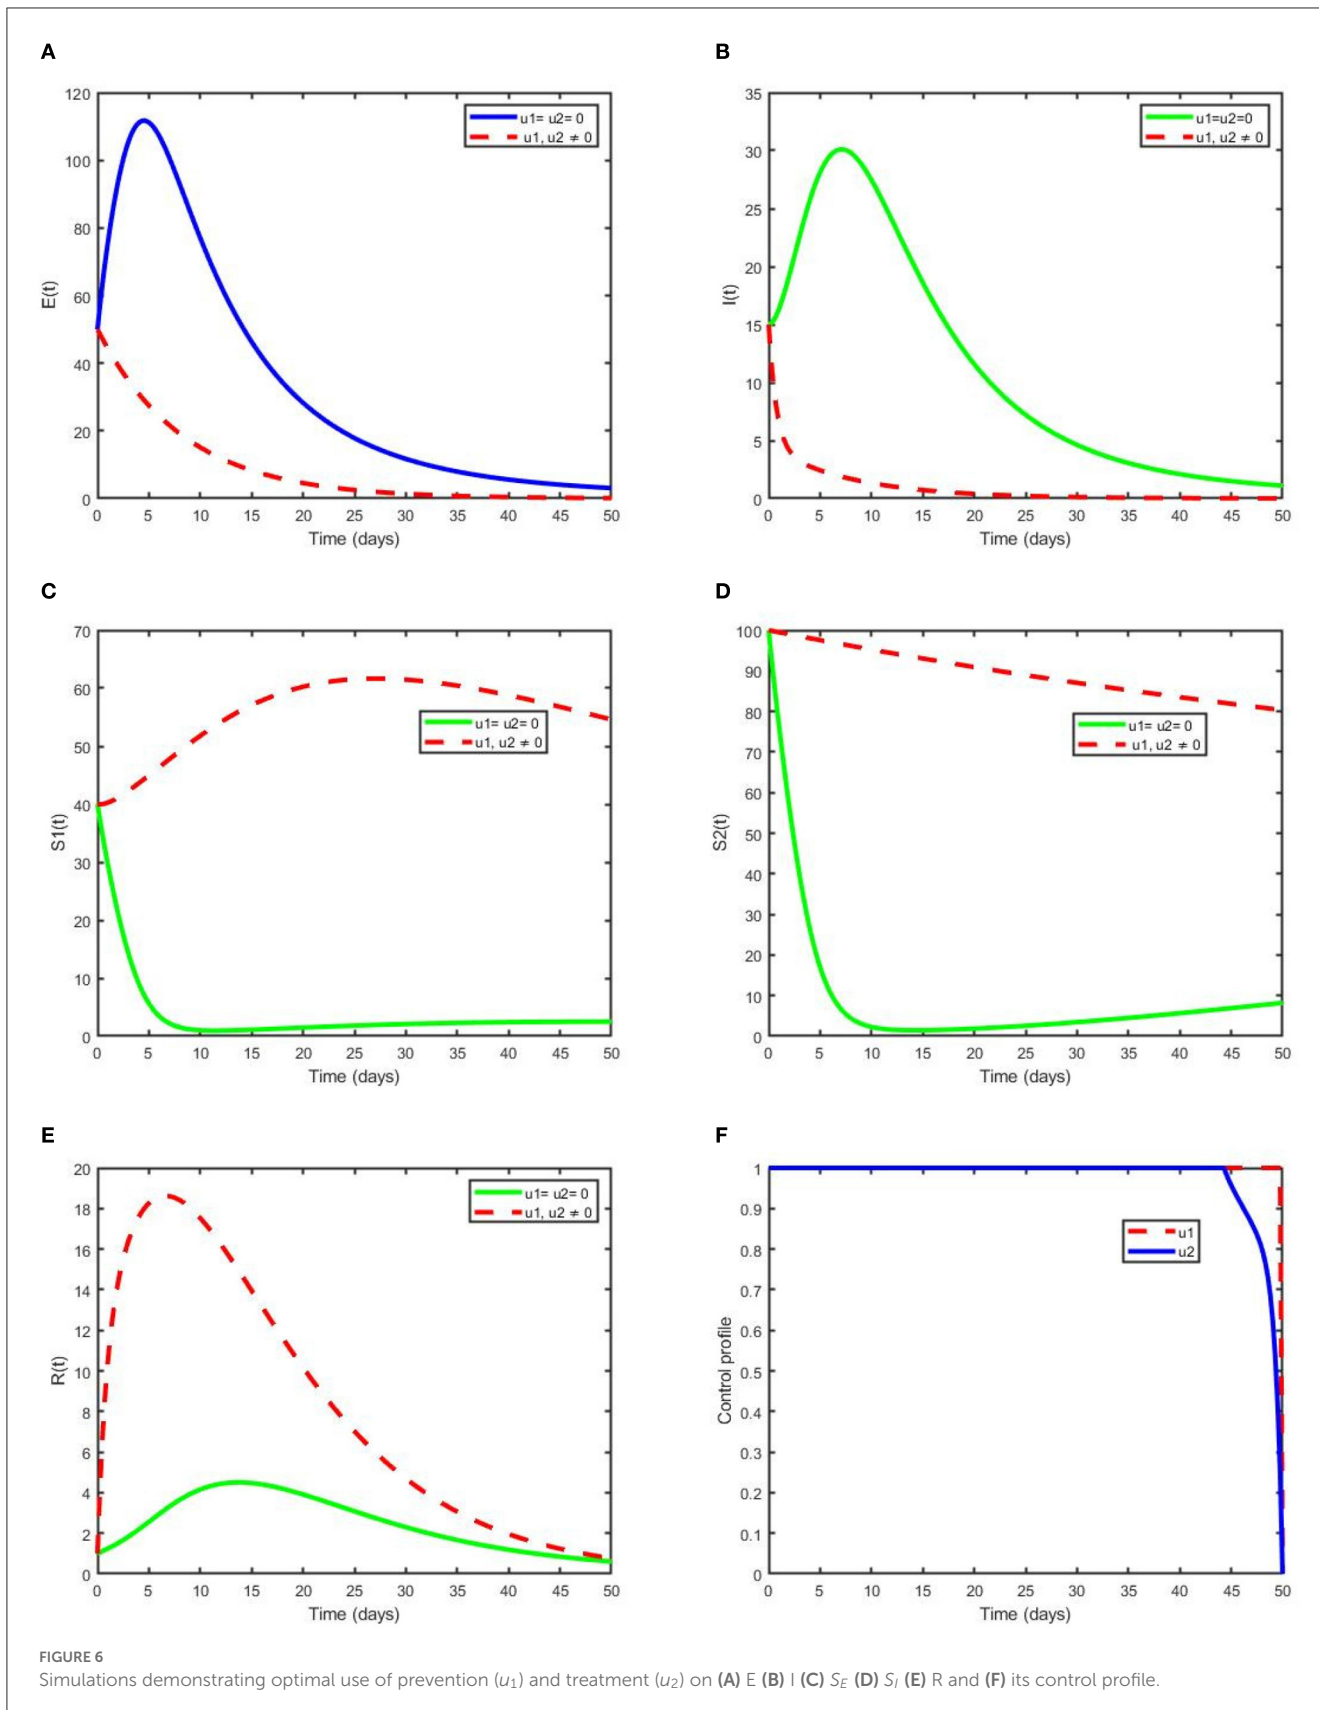 A
120
100
80
60
40
20
0
E(t)
u1= u2= 0
u1, u2 ≠ 0
0 5 10 15 20 25 30 35 40 45 50
Time (days)
B
35
30
25
20
15
10
5
0
I(t)
u1=u2=0
u1, u2 ≠ 0
0 5 10 15 20 25 30 35 40 45 50
Time (days)
C
70
60
50
40
30
20
10
0
S1(t)
u1= u2= 0
u1, u2 ≠ 0
0 5 10 15 20 25 30 35 40 45 50
Time (days)
D
100
90
80
70
60
50
40
30
20
10
0
S2(t)
u1= u2= 0
u1, u2 ≠ 0
0 5 10 15 20 25 30 35 40 45 50
Time (days)
E
20
18
16
14
12
10
8
6
4
2
0
R(t)
u1= u2= 0
u1, u2 ≠ 0
0 5 10 15 20 25 30 35 40 45 50
Time (days)
F
1
0.9
0.8
0.7
0.6
0.5
0.4
0.3
0.2
0.1
0
Control profile
u1
u2
0 5 10 15 20 25 30 35 40 45 50
Time (days)
FIGURE 6
Simulations demonstrating optimal use of prevention (u1) and treatment (u2) on (A) E (B) I (C) SE (D) SI (E) R and (F) its control profile.